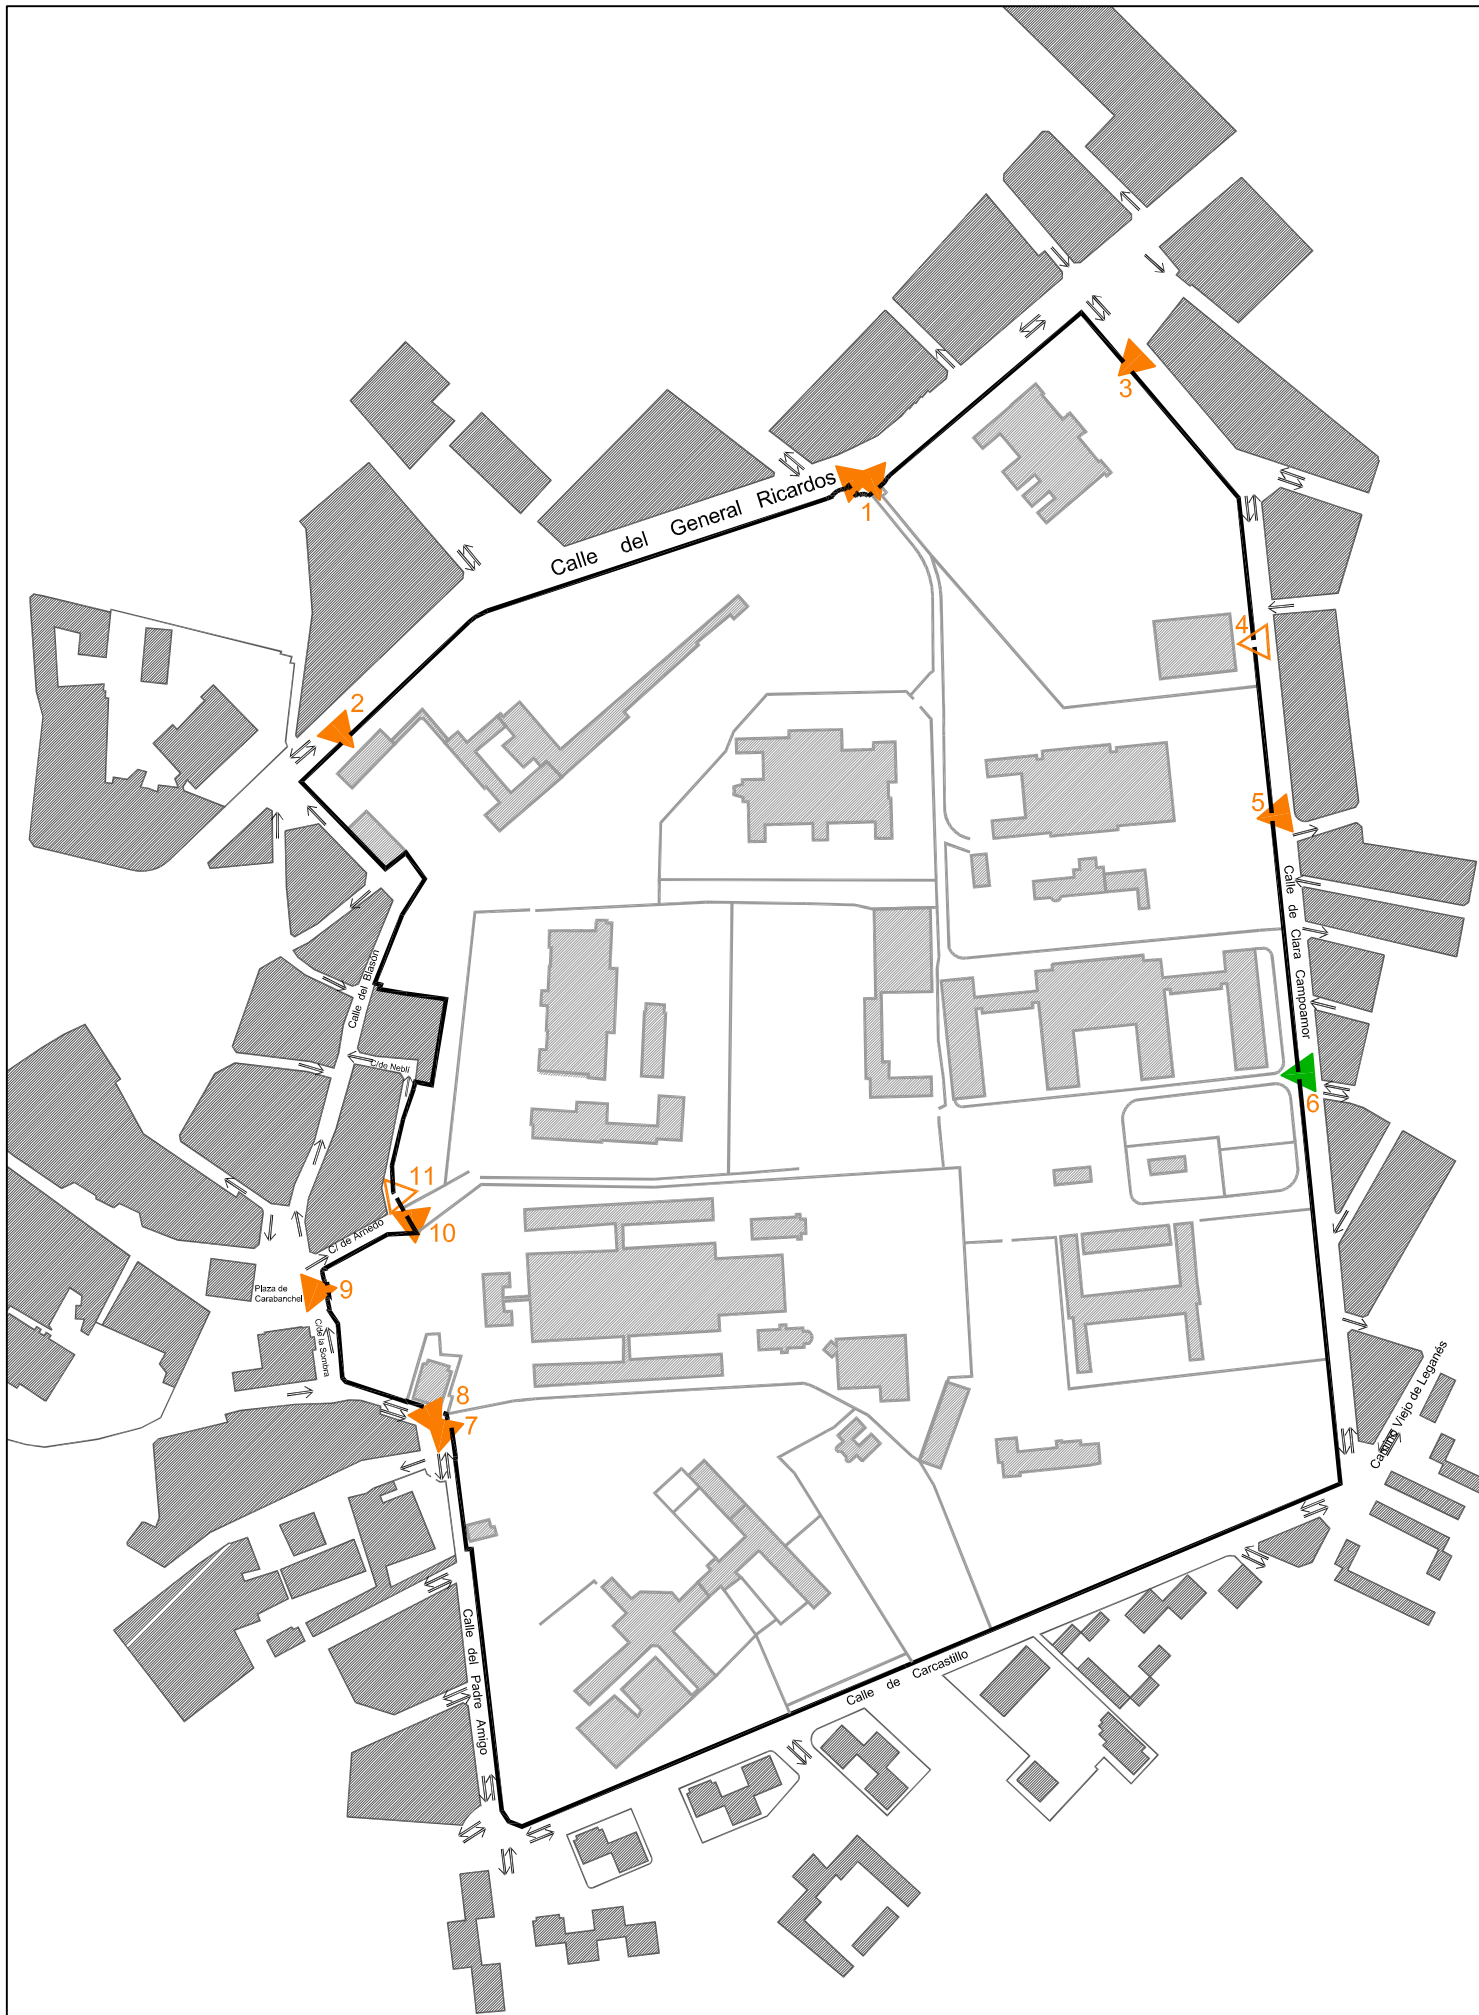 3
Calle del General Ricardos
1
4
2
5
Calle de Clara Campoamor
Calle del Blasón
C/de Neblí
6
11
10
C/ de Arnedo
Plaza de
Carabanchel
9
C/de la Sombra
8
7
Camino Viejo de Leganés
Calle del Padre Amigo
Calle de Carcastillo